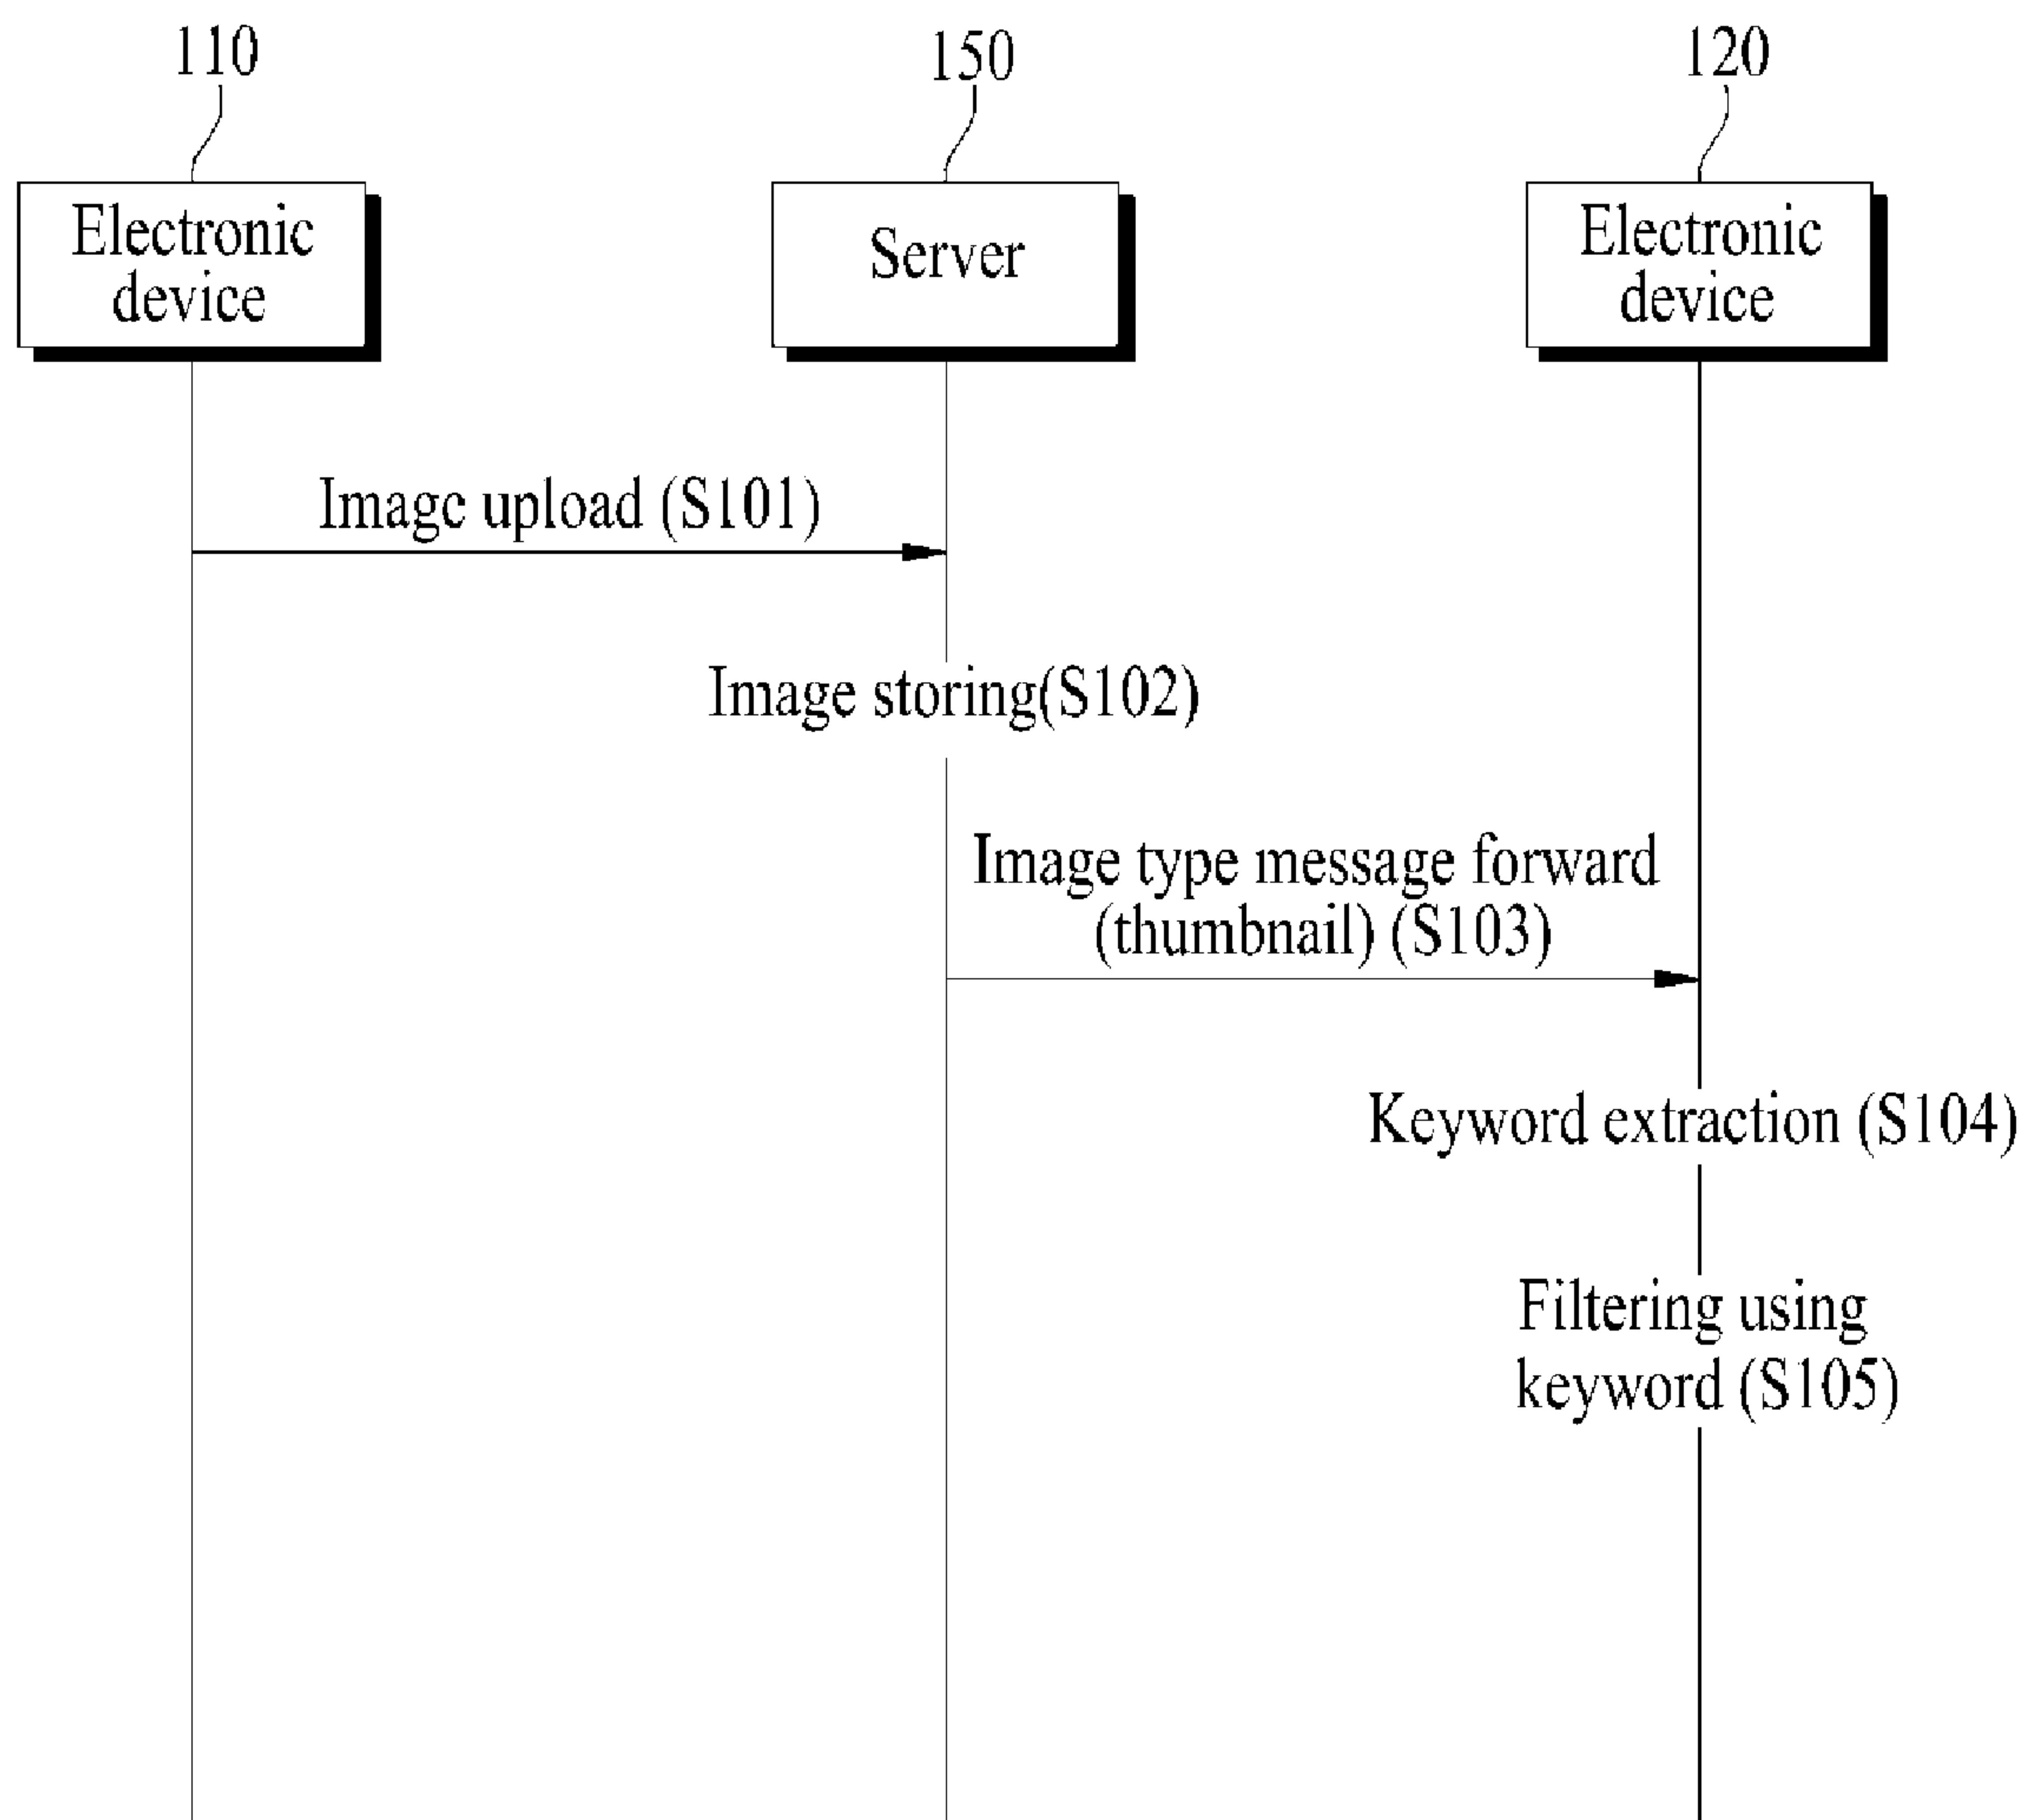 110
150
120
Electronic
device
Server
Electronic
device
Image upload (S101)
Image storing(S102)
Image type message forward
(thumbnail) (S103)
Keyword extraction (S104)
Filtering using
keyword (S105)